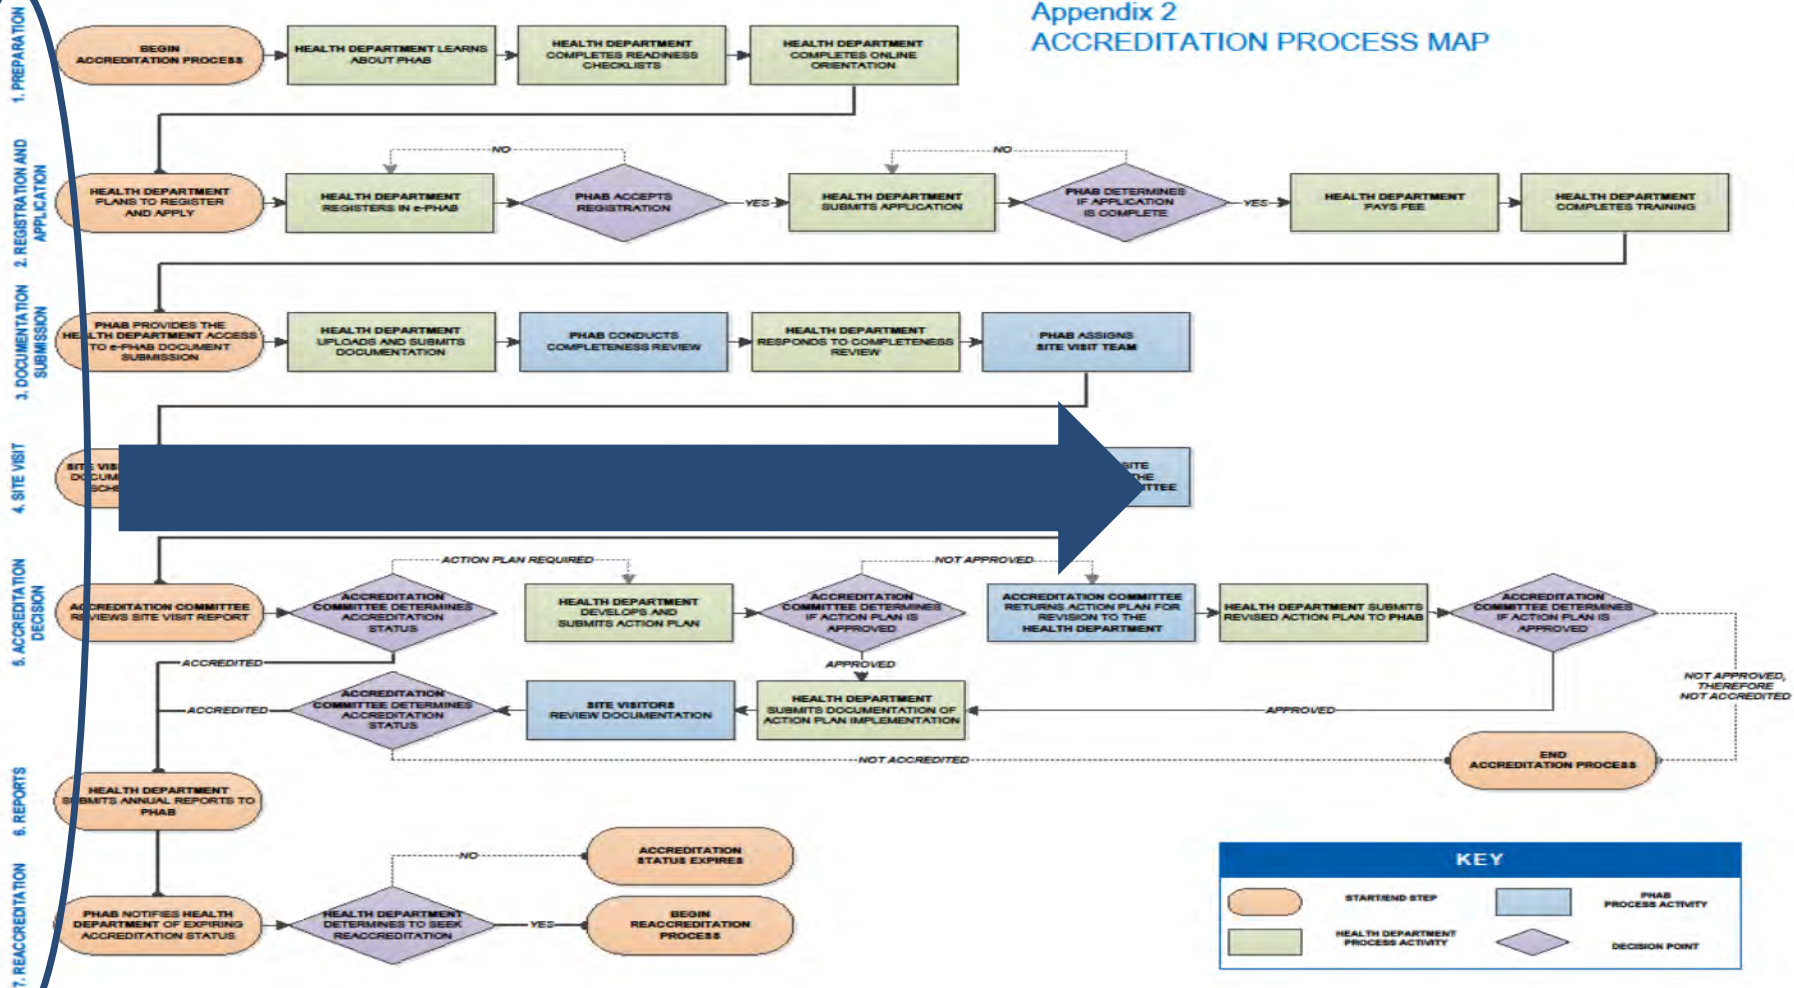 Appendix 2
ACCREDITATION PROCESS MAP
1. PREPARATION
BEGIN
ACCREDITATION PROCESS
HEALTH DEPARTMENT LEARNS
ABOUT PHAB
HEALTH DEPARTMENT
COMPLETES READINESS
CHECKLISTS
HEALTH DEPARTMENT
COMPLETES ONLINE
ORIENTATION
2. REGISTRATION AND
APPLICATION
HEALTH DEPARTMENT
PLANS TO REGISTER
AND APPLY
HEALTH DEPARTMENT
REGISTERS IN e-PHAB
NO
PHAB ACCEPTS
REGISTRATION
YES
HEALTH DEPARTMENT
SUBMITS APPLICATION
NO
PHAB DETERMINES
IF APPLICATION
IS COMPLETE
YES
HEALTH DEPARTMENT
PAYS FEE
HEALTH DEPARTMENT
COMPLETES TRAINING
3. DOCUMENTATION
SUBMISSION
PHAB PROVIDES THE
HEALTH DEPARTMENT ACCESS
TO e-PHAB DOCUMENT
SUBMISSION
HEALTH DEPARTMENT
UPLOADS AND SUBMITS
DOCUMENTATION
PHAB CONDUCTS
COMPLETENESS REVIEW
HEALTH DEPARTMENT
RESPONDS TO COMPLETENESS
REVIEW
PHAB ASSIGNS
SITE VISIT TEAM
4. SITE VISIT
SITE
5. ACCREDITATION
DECISION
ACCREDITATION COMMITTEE
REVIEWS SITE VISIT REPORT
ACCREDITATION
COMMITTEE DETERMINES
ACCREDITATION
STATUS
ACTION PLAN REQUIRED
HEALTH DEPARTMENT
DEVELOPS AND
SUBMITS ACTION PLAN
ACCREDITATION
COMMITTEE DETERMINES
IF ACTION PLAN IS
APPROVED
NOT APPROVED
ACCREDITATION COMMITTEE
RETURNS ACTION PLAN FOR
REVISION TO THE
HEALTH DEPARTMENT
HEALTH DEPARTMENT SUBMITS
REVISED ACTION PLAN TO PHAB
ACCREDITATION
COMMITTEE DETERMINES
IF ACTION PLAN IS
APPROVED
NOT APPROVED,
THEREFORE
NOT ACCREDITED
ACCREDITED
APPROVED
ACCREDITED
ACCREDITATION
COMMITTEE DETERMINES
ACCREDITATION
STATUS
SITE VISITORS
REVIEW DOCUMENTATION
HEALTH DEPARTMENT
SUBMITS DOCUMENTATION OF
ACTION PLAN IMPLEMENTATION
APPROVED
NOT ACCREDITED
END
ACCREDITATION PROCESS
6. REPORTS
HEALTH DEPARTMENT
SUBMITS ANNUAL REPORTS TO
PHAB
7. REACCREDITATION
PHAB NOTIFIES HEALTH
DEPARTMENT OF EXPIRING
ACCREDITATION STATUS
HEALTH DEPARTMENT
DETERMINES TO SEEK
REACCREDITATION
NO
ACCREDITATION
STATUS EXPIRES
YES
BEGIN
REACCREDITATION
PROCESS
KEY
START/END STEP
PHAB
PROCESS ACTIVITY
HEALTH DEPARTMENT
PROCESS ACTIVITY
DECISION POINT